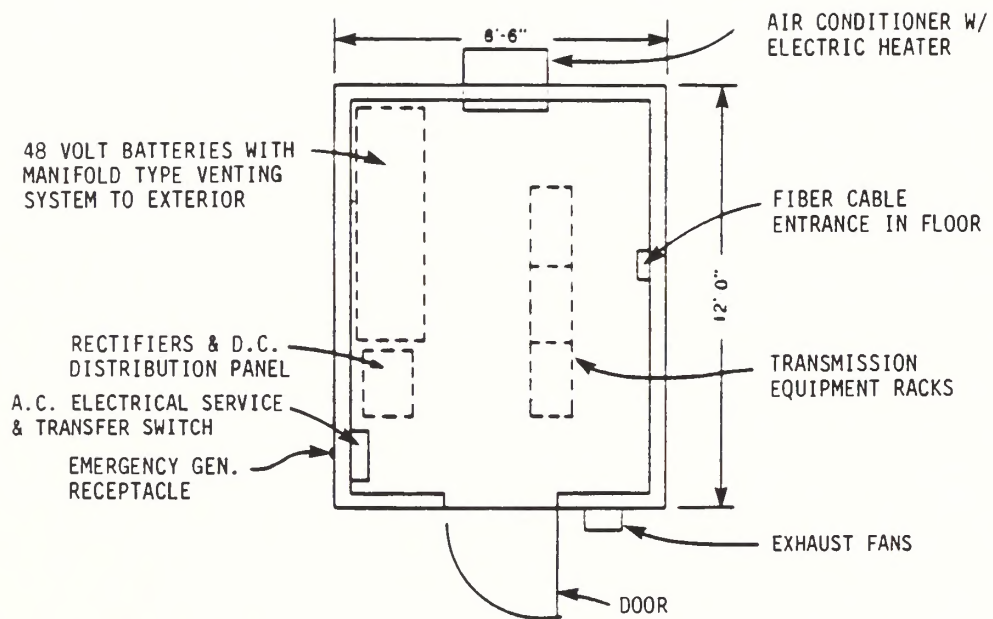 AIR CONDITIONER W/
ELECTRIC HEATER
8'-6"
48 VOLT BATTERIES WITH
MANIFOLD TYPE VENTING
SYSTEM TO EXTERIOR
FIBER CABLE
ENTRANCE IN FLOOR
12'0"
RECTIFIERS & D.C.
DISTRIBUTION PANEL
TRANSMISSION
EQUIPMENT RACKS
A.C. ELECTRICAL SERVICE
& TRANSFER SWITCH
EMERGENCY GEN.
RECEPTACLE
EXHAUST FANS
DOOR